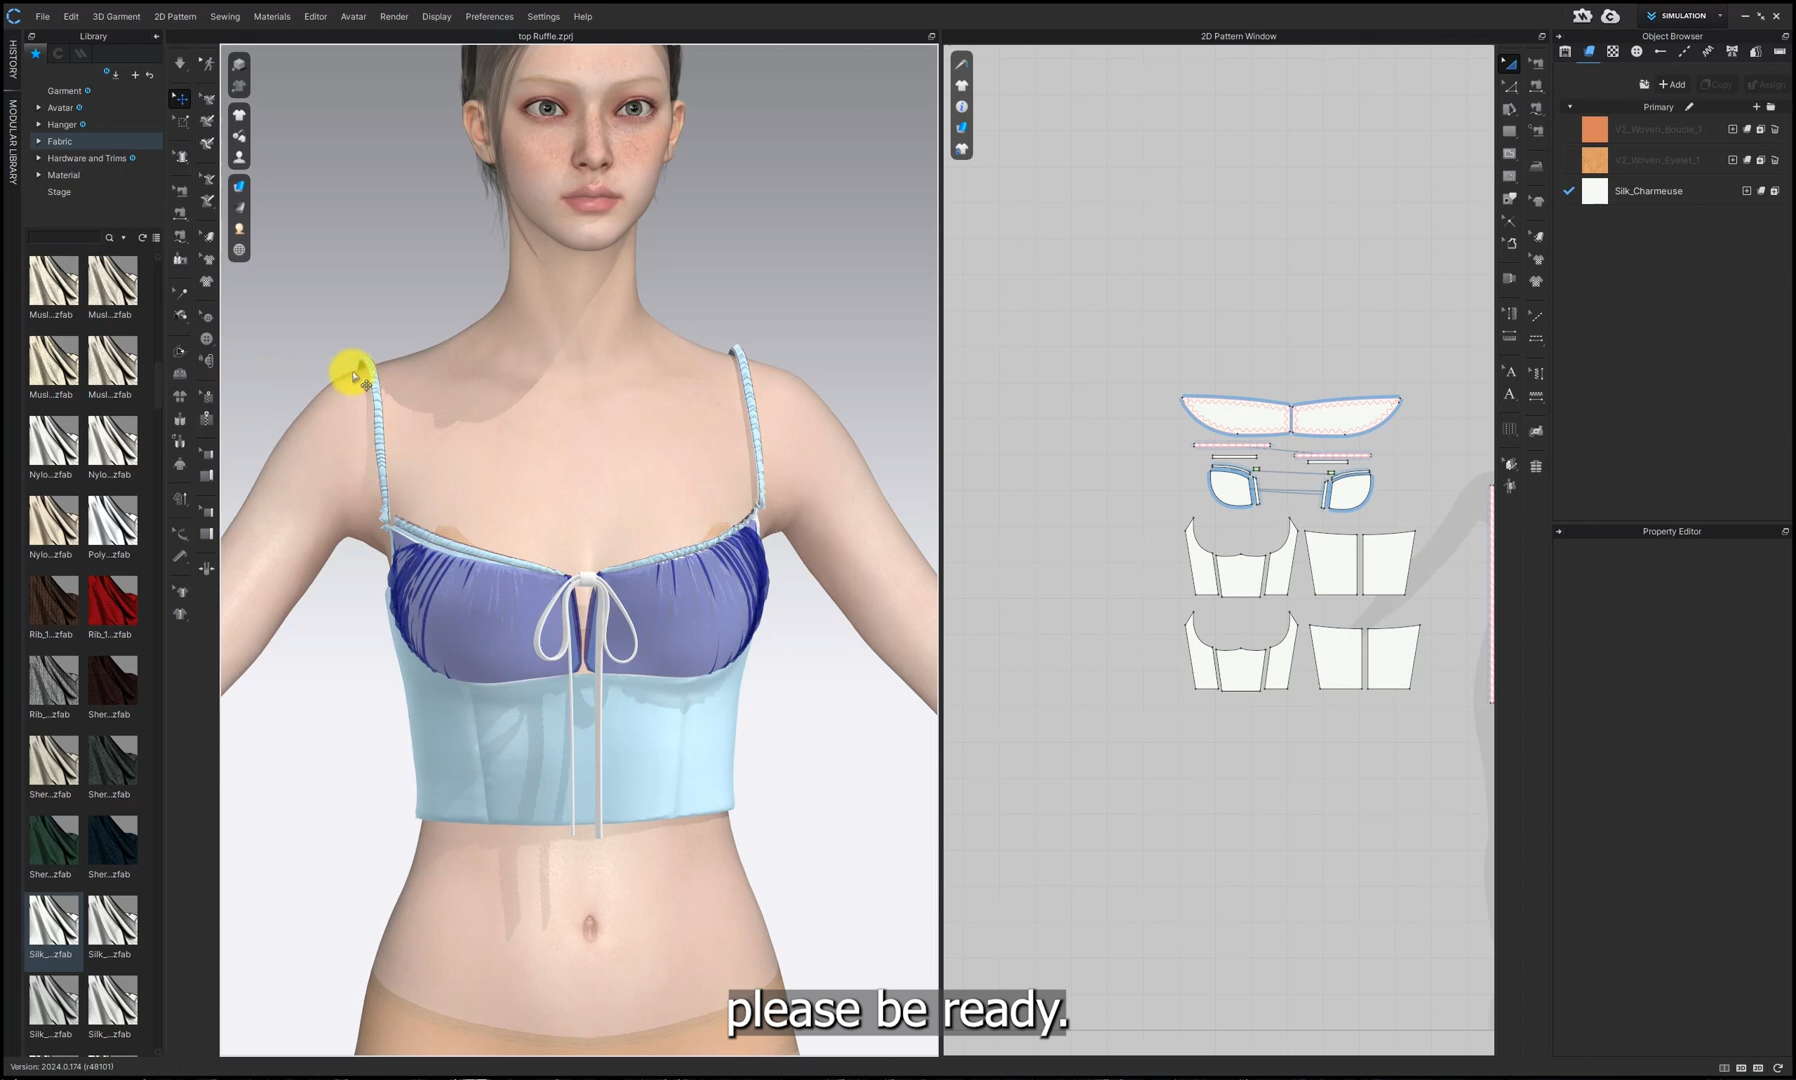 File Edit 3D Garment 2D Pattern Sewing Materials Editor Avatar Render Display Preferences Settings Help
SIMULATION
HISTORY
MODULAR LIBRARY
Library
Garment
Avatar
Hanger
Fabric
Hardware and Trims
Material
Stage
Musl...zfab Musl...zfab
Musl...zfab Musl...zfab
Nylo...zfab Nylo...zfab
Nylo...zfab Poly...zfab
Rib_1...zfab Rib_1...zfab
Rib_...zfab Sher...zfab
Sher...zfab Sher...zfab
Sher...zfab Sher...zfab
Silk_...zfab Silk_...zfab
Silk_...zfab Silk_...zfab
Version: 2024.0.174 (r48101)
top Ruffle.zprj
please be ready.
2D Pattern Window
Object Browser
+ Add Copy Assign
Primary
V2_Woven_Boucle_1
V2_Woven_Eyelet_1
Silk_Charmeuse
Property Editor